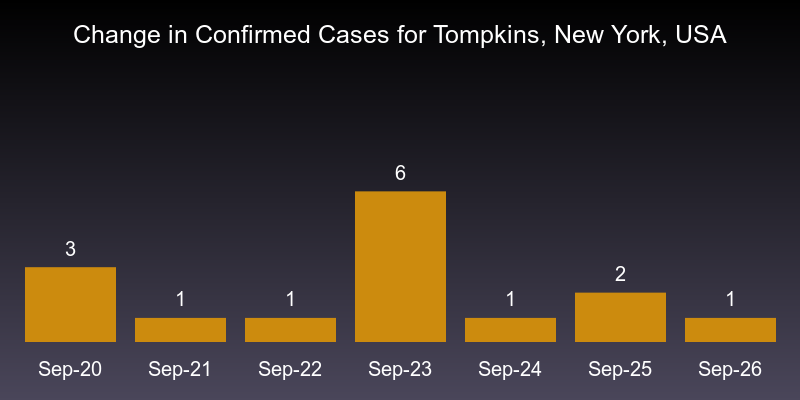 Change in Confirmed Cases for Tompkins, New York, USA
6
3
2
1 1 1 1
Sep-20 Sep-21 Sep-22 Sep-23 Sep-24 Sep-25 Sep-26